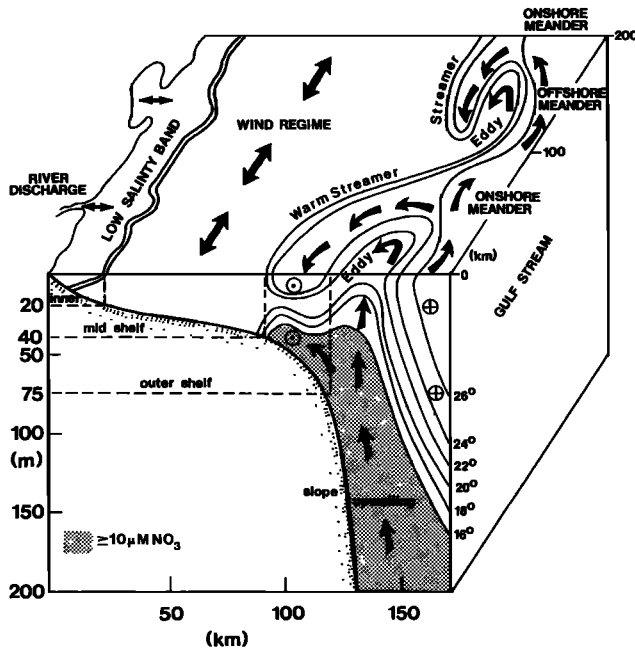 ONSHORE
MEANDER
200
Streamer
OFFSHORE
MEANDER
Eddy
WIND REGIME
100
RIVER
DISCHARGE
LOW SALINTY BAND
Warm Streamer
ONSHORE
MEANDER
Eddy
0
(km)
GULF STREAM
inner
20
mid shelf
40
50
outer shelf
75
26°
100
(m)
24°
22°
20°
slope
upwelling
18°
150
16°
≥10μM NO3
200
50
100
150
(km)